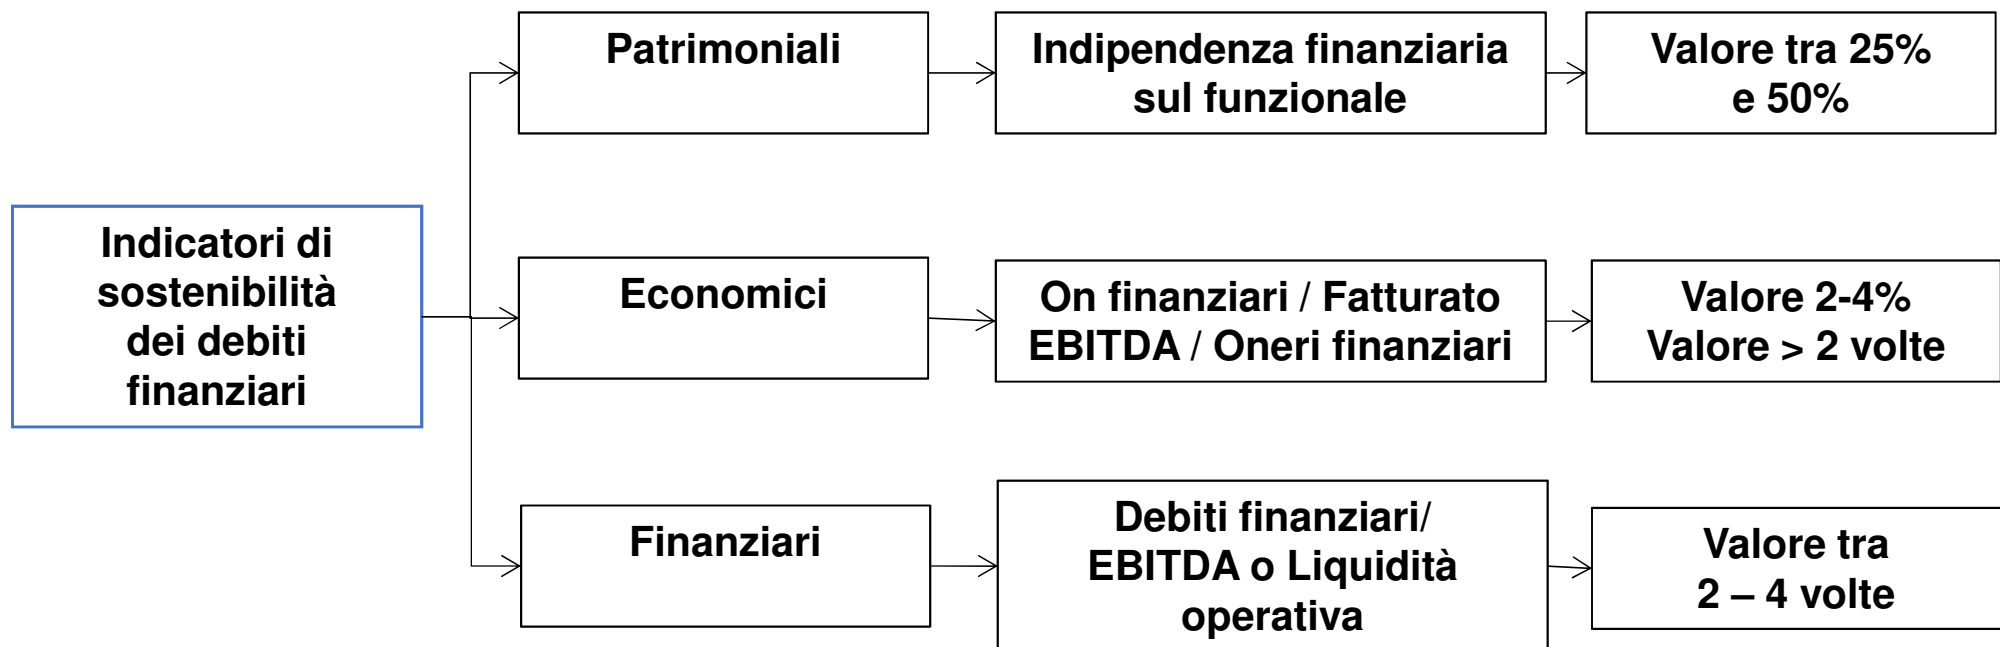 Patrimoniali
Indipendenza finanziaria
sul funzionale
Valore tra 25%
e 50%
Indicatori di
sostenibilità
dei debiti
finanziari
Economici
On finanziari / Fatturato
EBITDA / Oneri finanziari
Valore 2-4%
Valore > 2 volte
Finanziari
Debiti finanziari/
EBITDA o Liquidità
operativa
Valore tra
2 – 4 volte